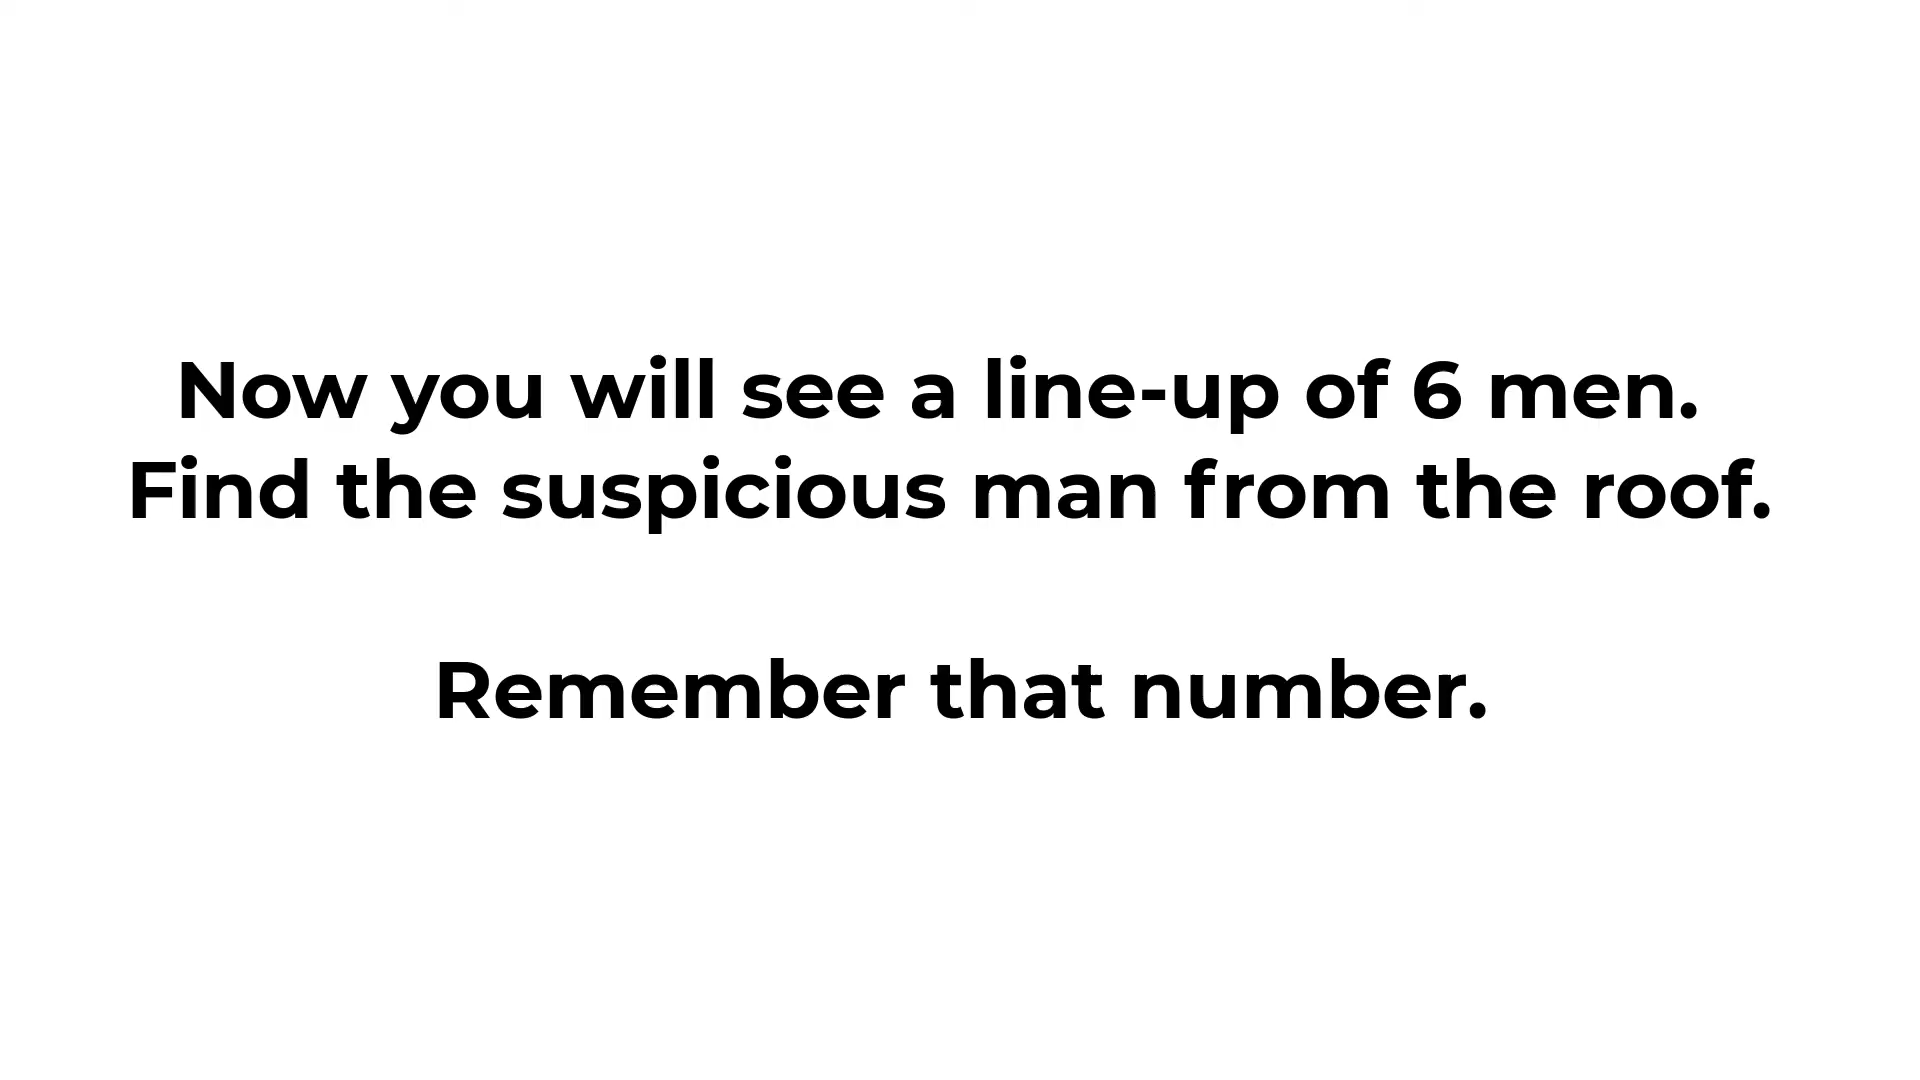 Now you will see a line-up of 6 men.
Find the suspicious man from the roof.
Remember that number.